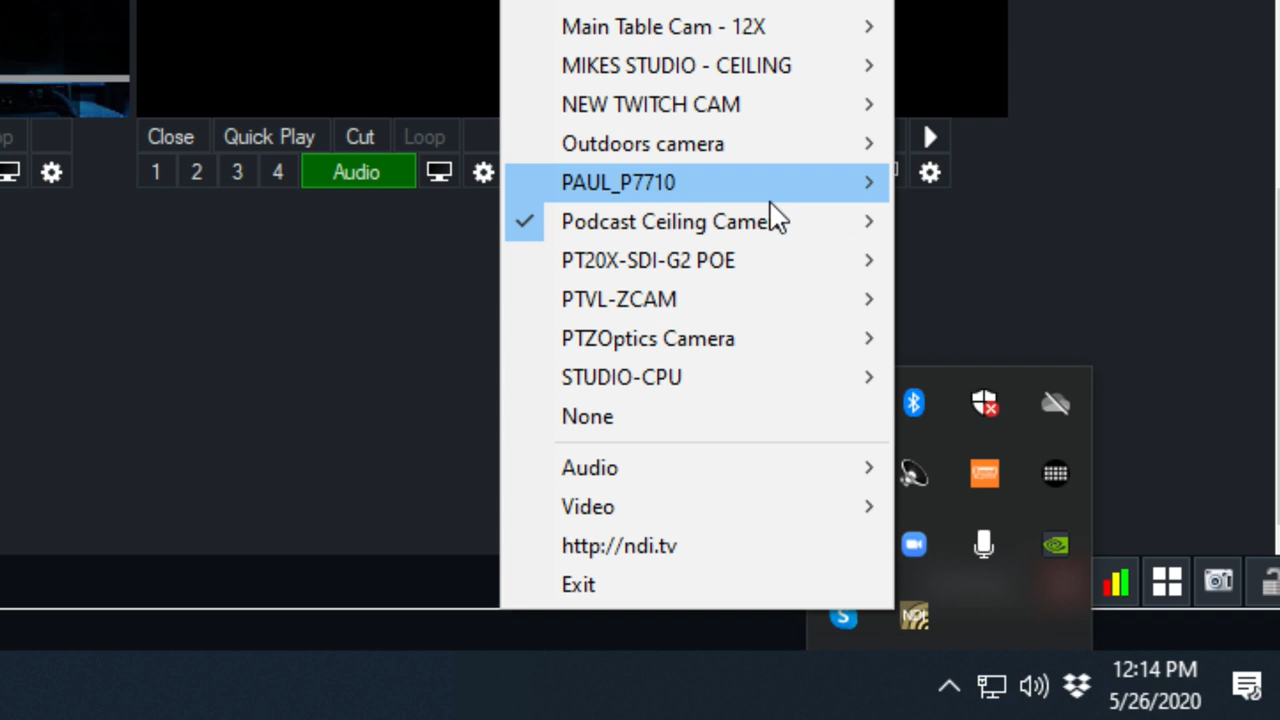 Main Table Cam - 12X
MIKES STUDIO - CEILING
NEW TWITCH CAM
Outdoors camera
PAUL_P7710
Podcast Ceiling Came
PT20X-SDI-G2 POE
PTVL-ZCAM
PTZOptics Camera
STUDIO-CPU
None
Audio
Video
http://ndi.tv
Exit
op
Close Quick Play Cut Loop
1 2 3 4 Audio
S NDI
12:14 PM
5/26/2020